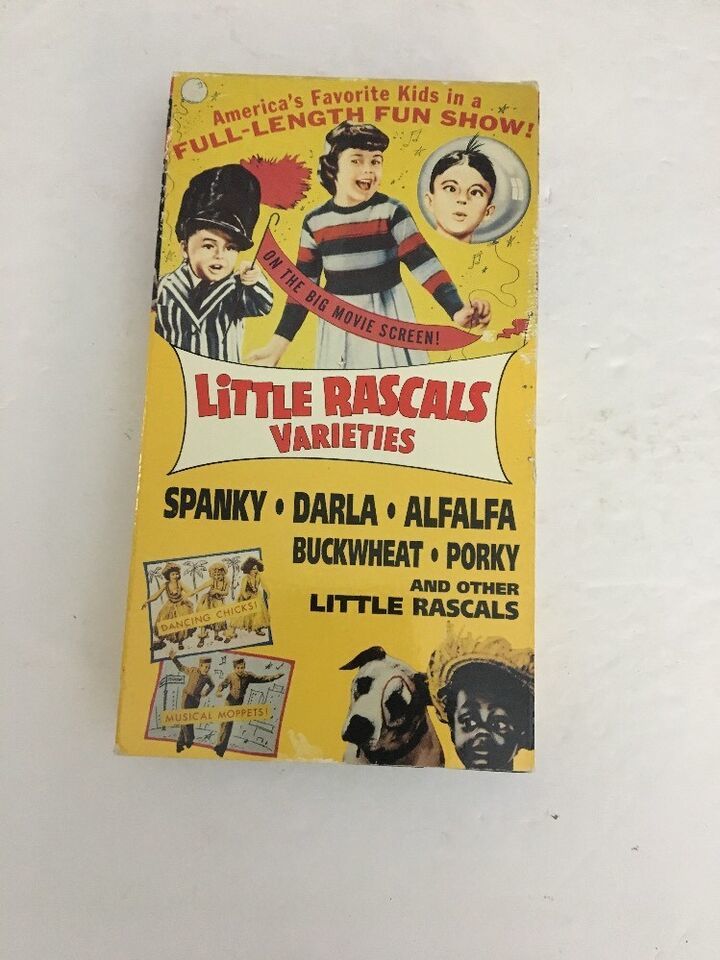 America's Favorite Kids in a
FULL-LENGTH FUN SHOW!
ON THE BIG MOVIE SCREEN!
LiTTLE RASCALS
VARIETIES
SPANKY • DARLA • ALFALFA
BUCKWHEAT • PORKY
AND OTHER
LITTLE RASCALS
DANCING CHICKS!
MUSICAL MOPPETS!